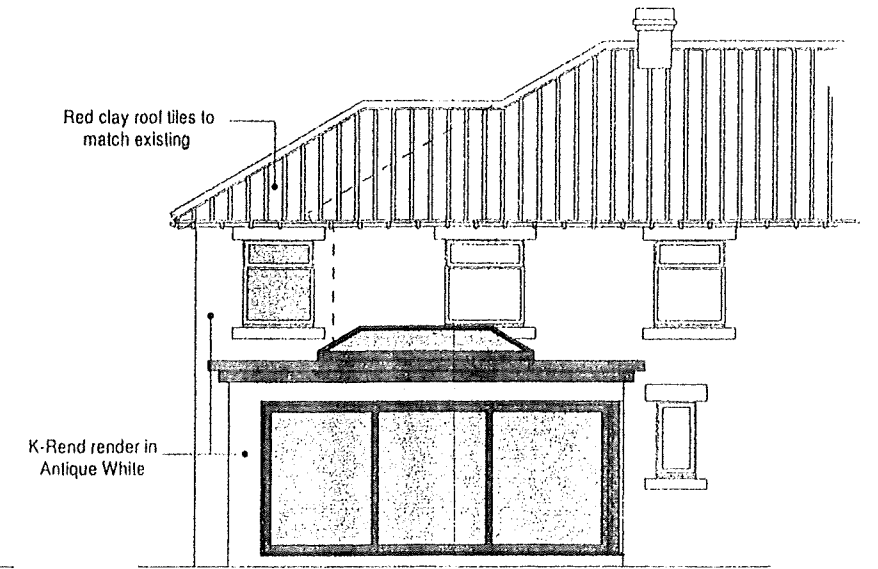 Red clay roof tiles to
match existing
K-Rend render in
Antique White